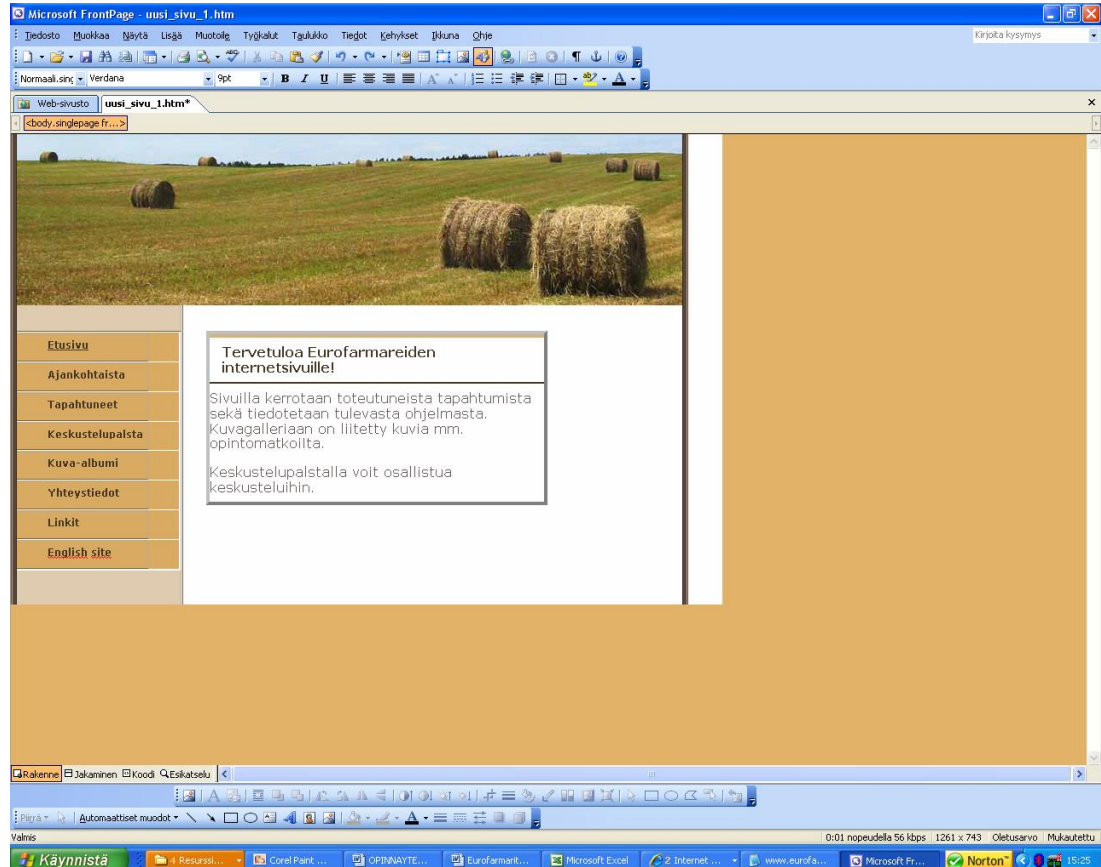 Microsoft FrontPage - uusi_sivu_1.htm
Tiedosto Muokkaa Näytä Lisää Muotoile Työkalut Taulukko Tiedot Kehykset Ikkuna Ohje Kirjoita kysymys
Normaali.sinc Verdana 9pt B I U
Web-sivusto uusi_sivu_1.htm*
<body.singlepage fr...>
Etusivu
Ajankohtaista
Tapahtuneet
Keskustelupalsta
Kuva-albumi
Yhteystiedot
Linkit
English site
Tervetuloa Eurofarmareiden
internetsivuille!
Sivuilla kerrotaan toteutuneista tapahtumista
sekä tiedotetaan tulevasta ohjelmasta.
Kuvagalleriaan on liitetty kuvia mm.
opintomatkoilta.
Keskustelupalstalla voit osallistua
keskusteluihin.
Rakenne Jakaminen Koodi Esikatselu
Piirrä Automaattiset muodot
Valmis 0:01 nopeudella 56 kbps 1261 x 743 Oletusarvo Mukautettu
Käynnistä 4 Resurssi... Corel Paint ... OPINNAYTE... Eurofarmarit... Microsoft Excel 2 Internet ... www.eurofa... Microsoft Fr... Norton™ 15:25